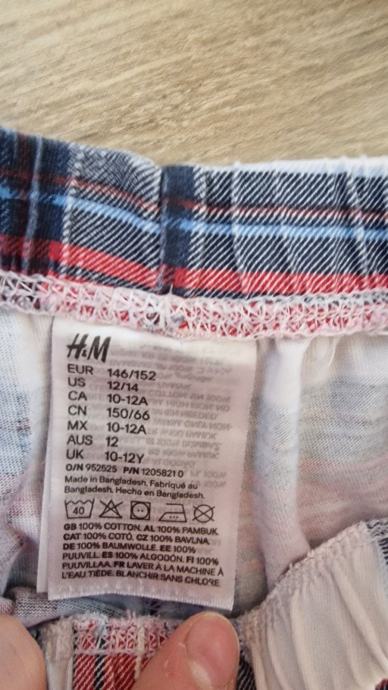 H&M
EUR 146/152
US 12/14
CA 10-12A
CN 150/66
MX 10-12A
AUS 12
UK 10-12Y
O/N 952525 P/N 12058210
Made in Bangladesh. Fabriqué au
Bangladesh. Hecho en Bangladesh.
40
GB 100% COTTON. AL 100% PAMBUK.
CAT 100% COTÓ. CZ 100% BAVLNA.
DE 100% BAUMWOLLE. EE 100%
PUUVILL. ES 100% ALGODÓN. FI 100%
PUUVILLAA. FR LAVER À LA MACHINE À
L'EAU TIÈDE. BLANCHIR SANS CHLORE.